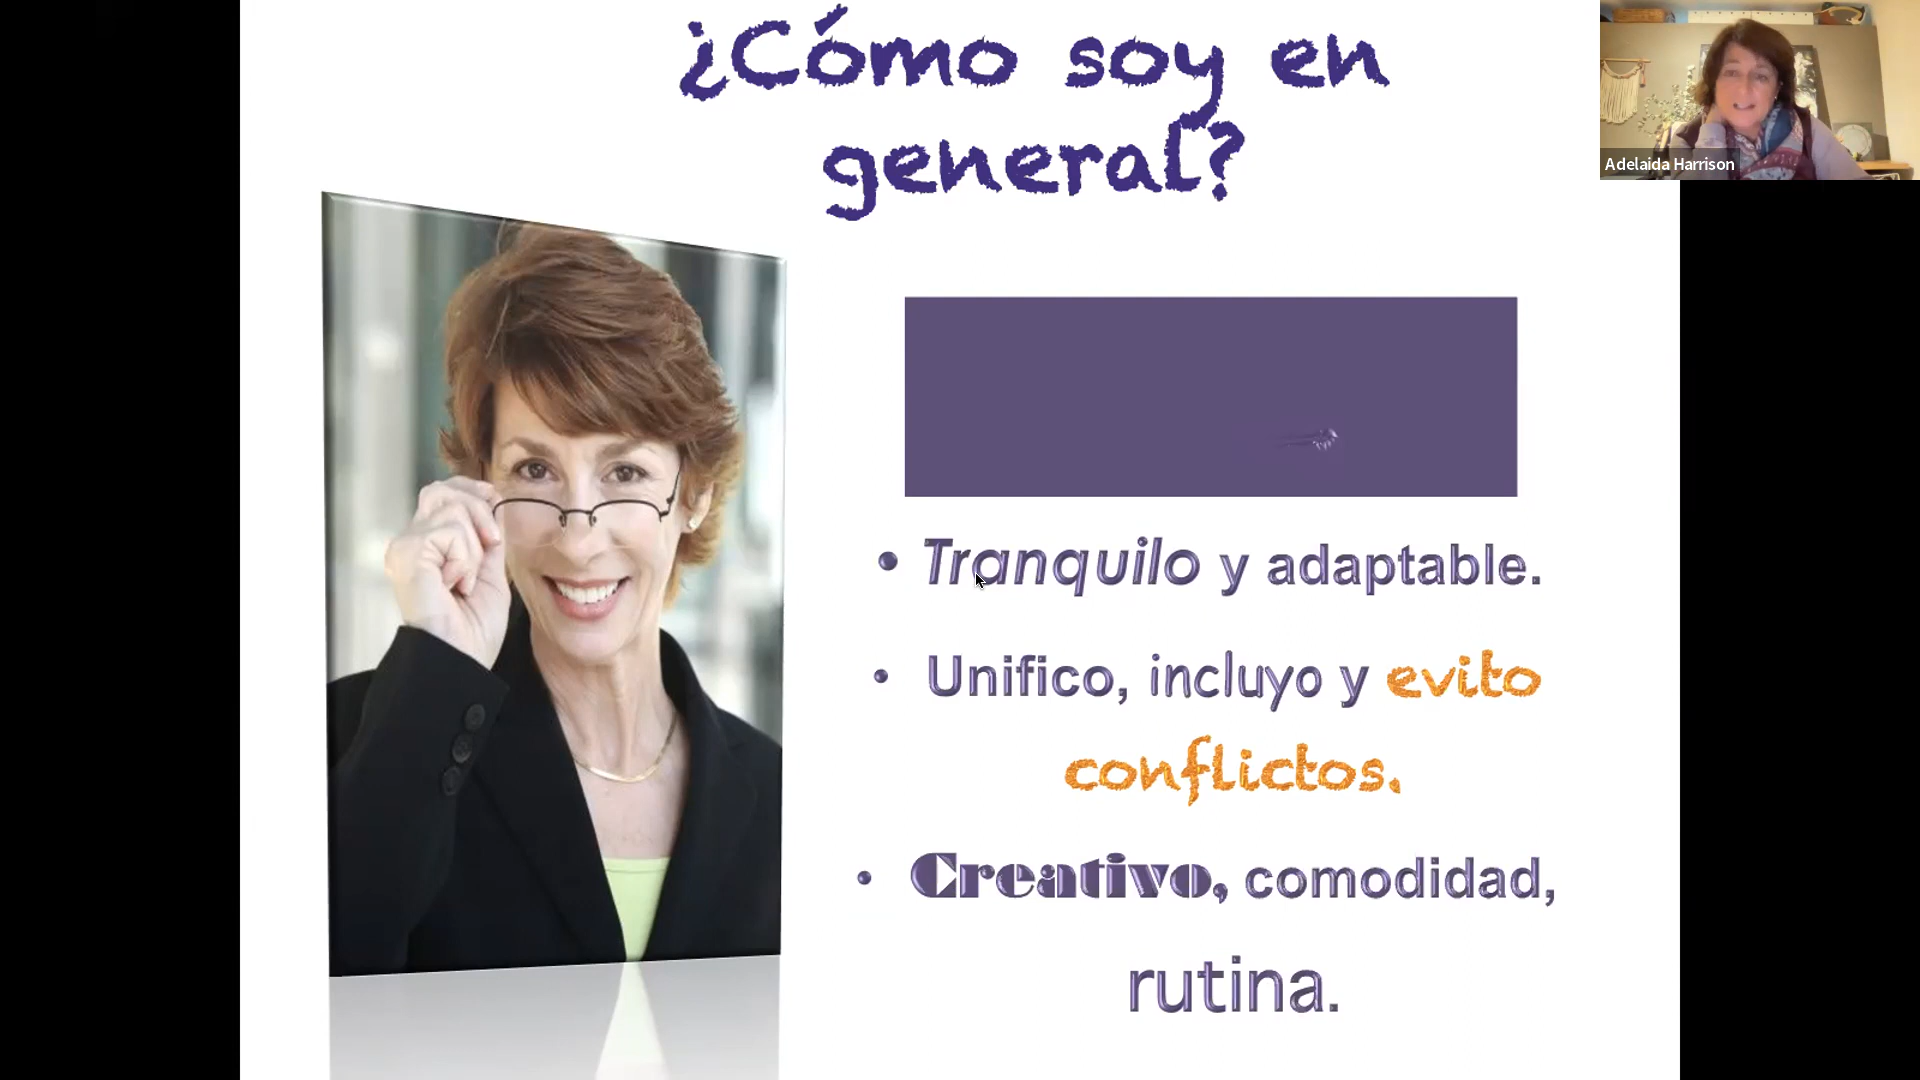 ¿Cómo soy en
general?
Adelaida Harrison
• Tranquilo y adaptable.
• Unifico, incluyo y evito
conflictos.
• Creativo, comodidad,
rutina.